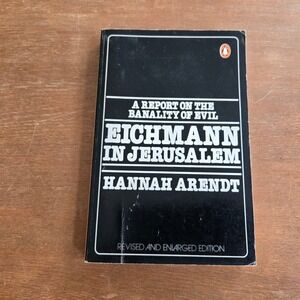 A REPORT ON THE
BANALITY OF EVIL
EICHMANN
IN JERUSALEM
HANNAH ARENDT
REVISED AND ENLARGED EDITION